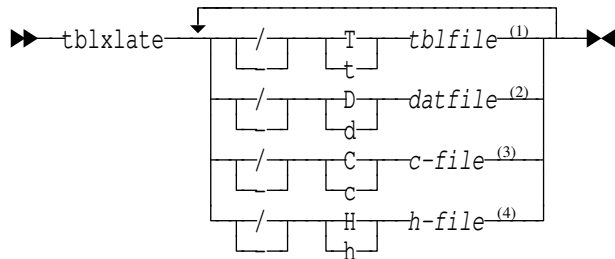 tblxlate / T tblfile (1)
- t
/ D datfile (2)
- d
/ C c-file (3)
- c
/ H h-file (4)
- h